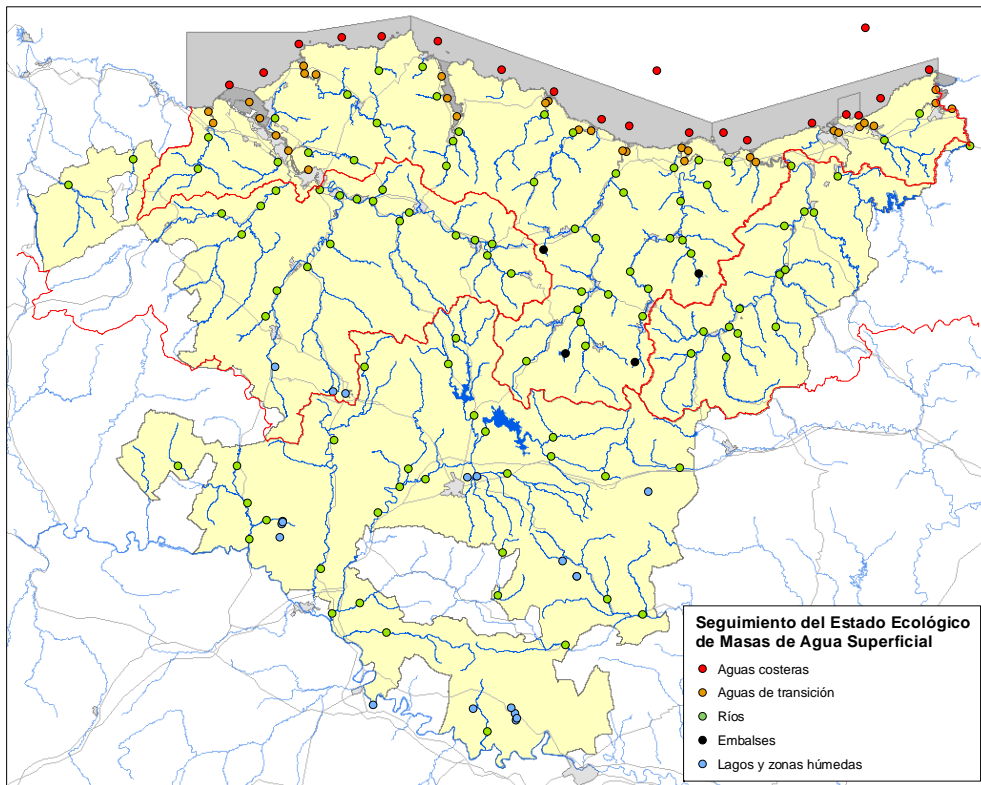 Seguimiento del Estado Ecológico
de Masas de Agua Superficial
Aguas costeras
Aguas de transición
Ríos
Embalses
Lagos y zonas húmedas